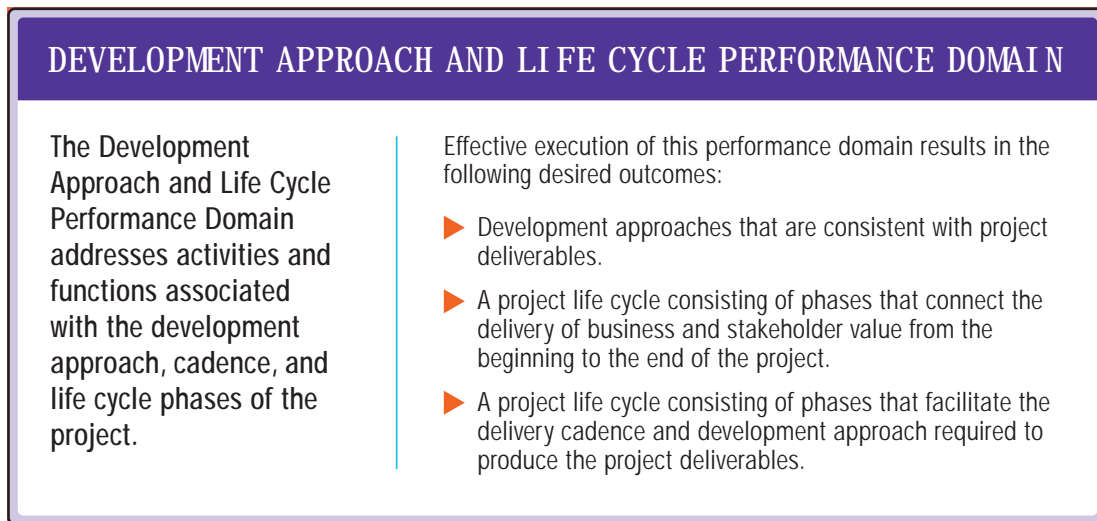 DEVELOPMENT APPROACH AND LIFE CYCLE PERFORMANCE DOMAIN
The Development
Approach and Life Cycle
Performance Domain
addresses activities and
functions associated
with the development
approach, cadence, and
life cycle phases of the
project.
Effective execution of this performance domain results in the
following desired outcomes:
Development approaches that are consistent with project
deliverables.
A project life cycle consisting of phases that connect the
delivery of business and stakeholder value from the
beginning to the end of the project.
A project life cycle consisting of phases that facilitate the
delivery cadence and development approach required to
produce the project deliverables.